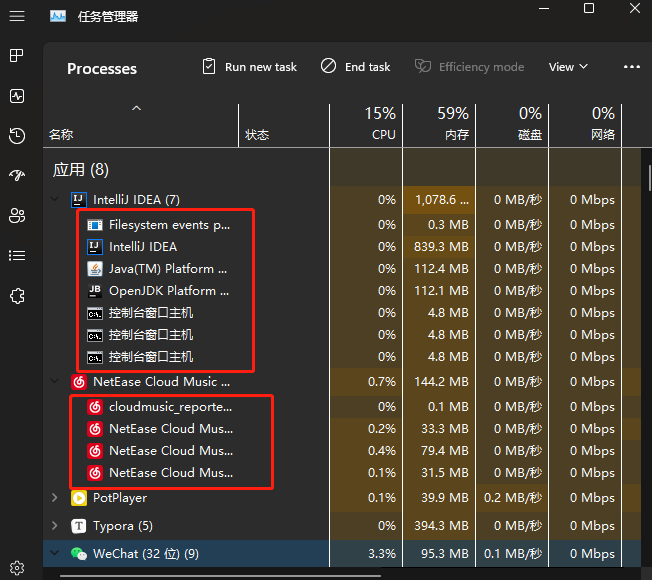 任务管理器
Processes Run new task End task Efficiency mode View
15% 59% 0% 0%
名称 状态 CPU 内存 磁盘 网络
应用 (8)
IntelliJ IDEA (7) 0% 1,078.6 ... 0 MB/秒 0 Mbps
Filesystem events p... 0% 0.3 MB 0 MB/秒 0 Mbps
IntelliJ IDEA 0% 839.3 MB 0 MB/秒 0 Mbps
Java(TM) Platform ... 0% 112.4 MB 0 MB/秒 0 Mbps
OpenJDK Platform ... 0% 112.1 MB 0 MB/秒 0 Mbps
控制台窗口主机 0% 4.8 MB 0 MB/秒 0 Mbps
控制台窗口主机 0% 4.8 MB 0 MB/秒 0 Mbps
控制台窗口主机 0% 4.8 MB 0 MB/秒 0 Mbps
NetEase Cloud Music ... 0.7% 144.2 MB 0 MB/秒 0 Mbps
cloudmusic_reporte... 0% 0.1 MB 0 MB/秒 0 Mbps
NetEase Cloud Mus... 0.2% 33.3 MB 0 MB/秒 0 Mbps
NetEase Cloud Mus... 0.4% 79.4 MB 0 MB/秒 0 Mbps
NetEase Cloud Mus... 0.1% 31.5 MB 0 MB/秒 0 Mbps
PotPlayer 0.1% 39.9 MB 0.2 MB/秒 0 Mbps
Typora (5) 0% 394.3 MB 0 MB/秒 0 Mbps
WeChat (32 位) (9) 3.3% 95.3 MB 0.1 MB/秒 0 Mbps